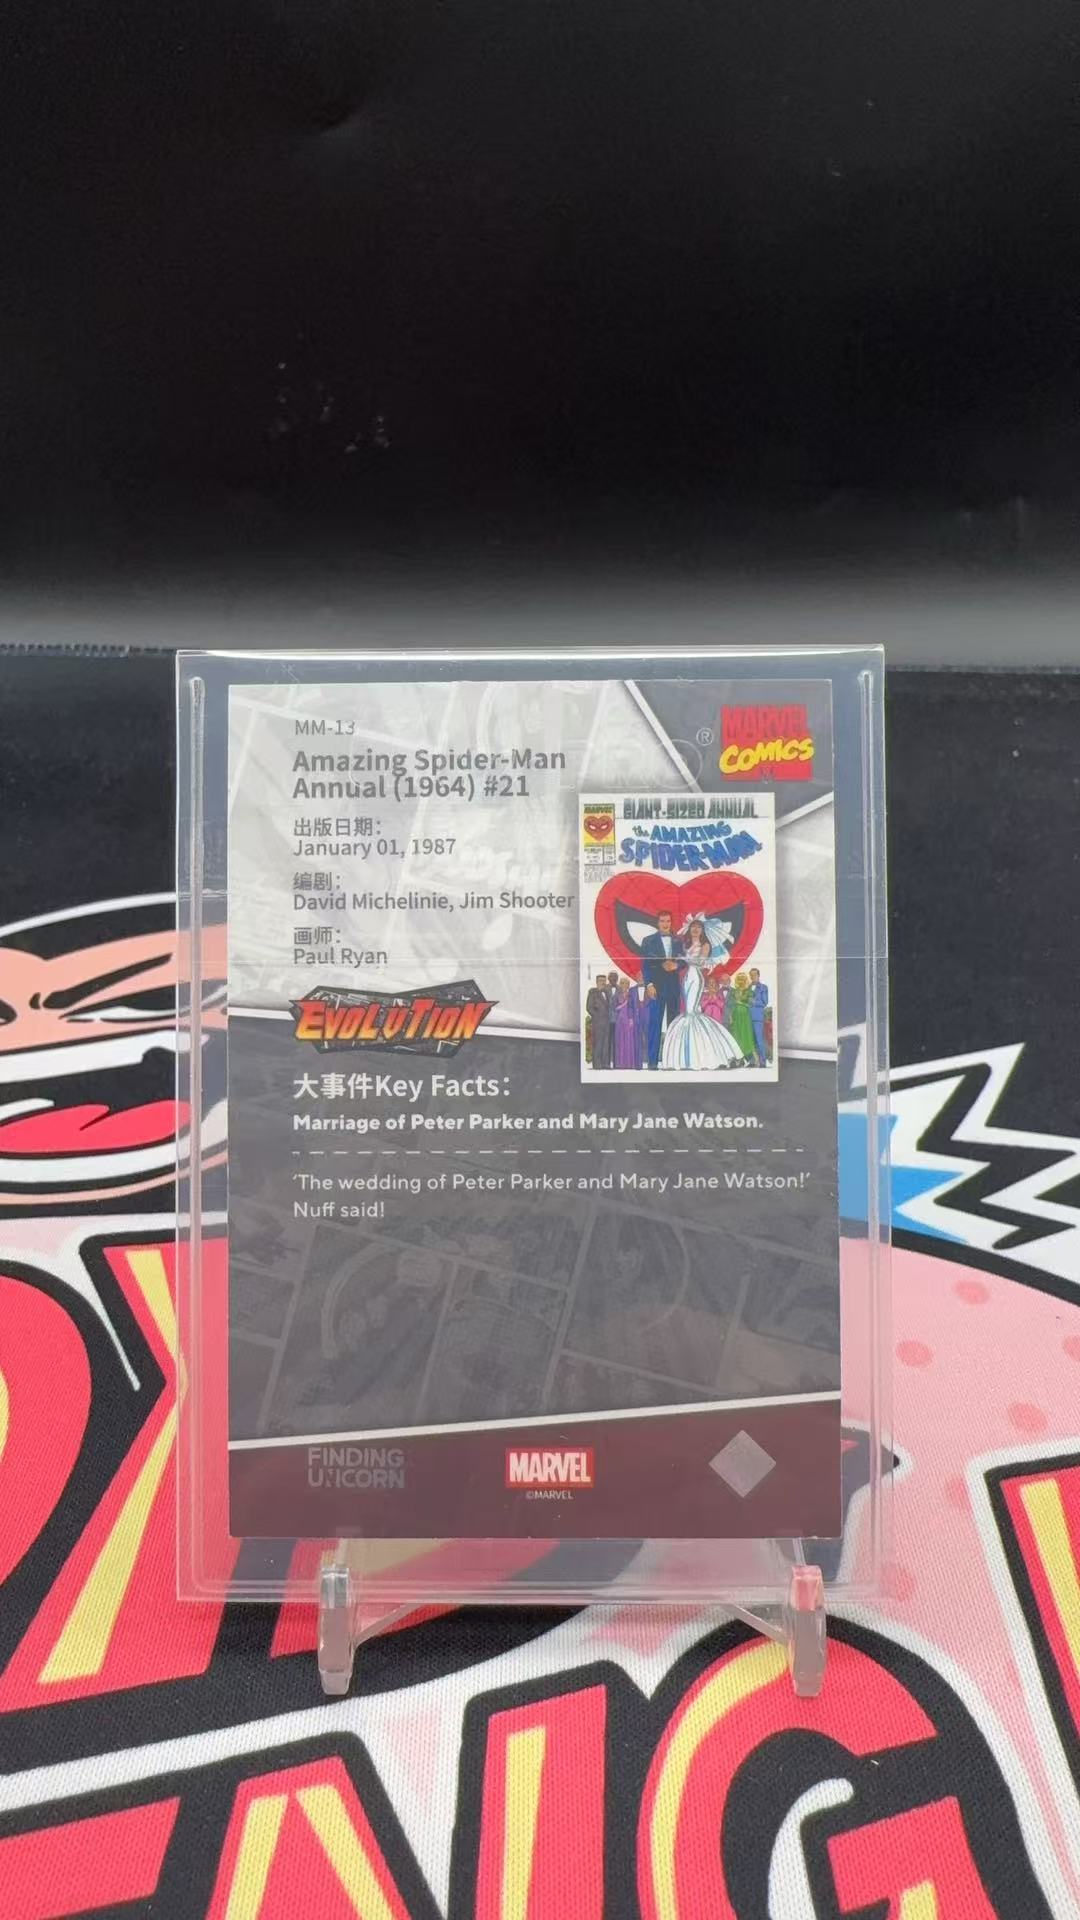 MM-13
Amazing Spider-Man
Annual (1964) #21
出版日期：
January 01, 1987
编剧：
David Michelinie, Jim Shooter
画师：
Paul Ryan
®
MARVEL
COMICS
MARVEL
GIANT-SIZED ANNUAL
the AMAZING
SPIDER-MAN
EVOLUTION
大事件Key Facts：
Marriage of Peter Parker and Mary Jane Watson.
‘The wedding of Peter Parker and Mary Jane Watson!’
Nuff said!
FINDING
UNICORN
MARVEL
©MARVEL